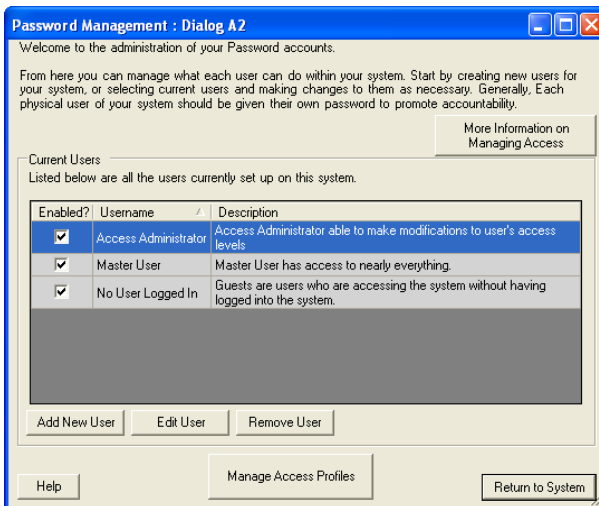 Password Management : Dialog A2
Welcome to the administration of your Password accounts.
From here you can manage what each user can do within your system. Start by creating new users for
your system, or selecting current users and making changes to them as necessary. Generally, Each
physical user of your system should be given their own password to promote accountability.
More Information on
Managing Access
Current Users
Listed below are all the users currently set up on this system.
Enabled? Username Description
Access Administrator Access Administrator able to make modifications to user's access
levels
Master User Master User has access to nearly everything.
No User Logged In Guests are users who are accessing the system without having
logged into the system.
Add New User Edit User Remove User
Manage Access Profiles
Help Return to System